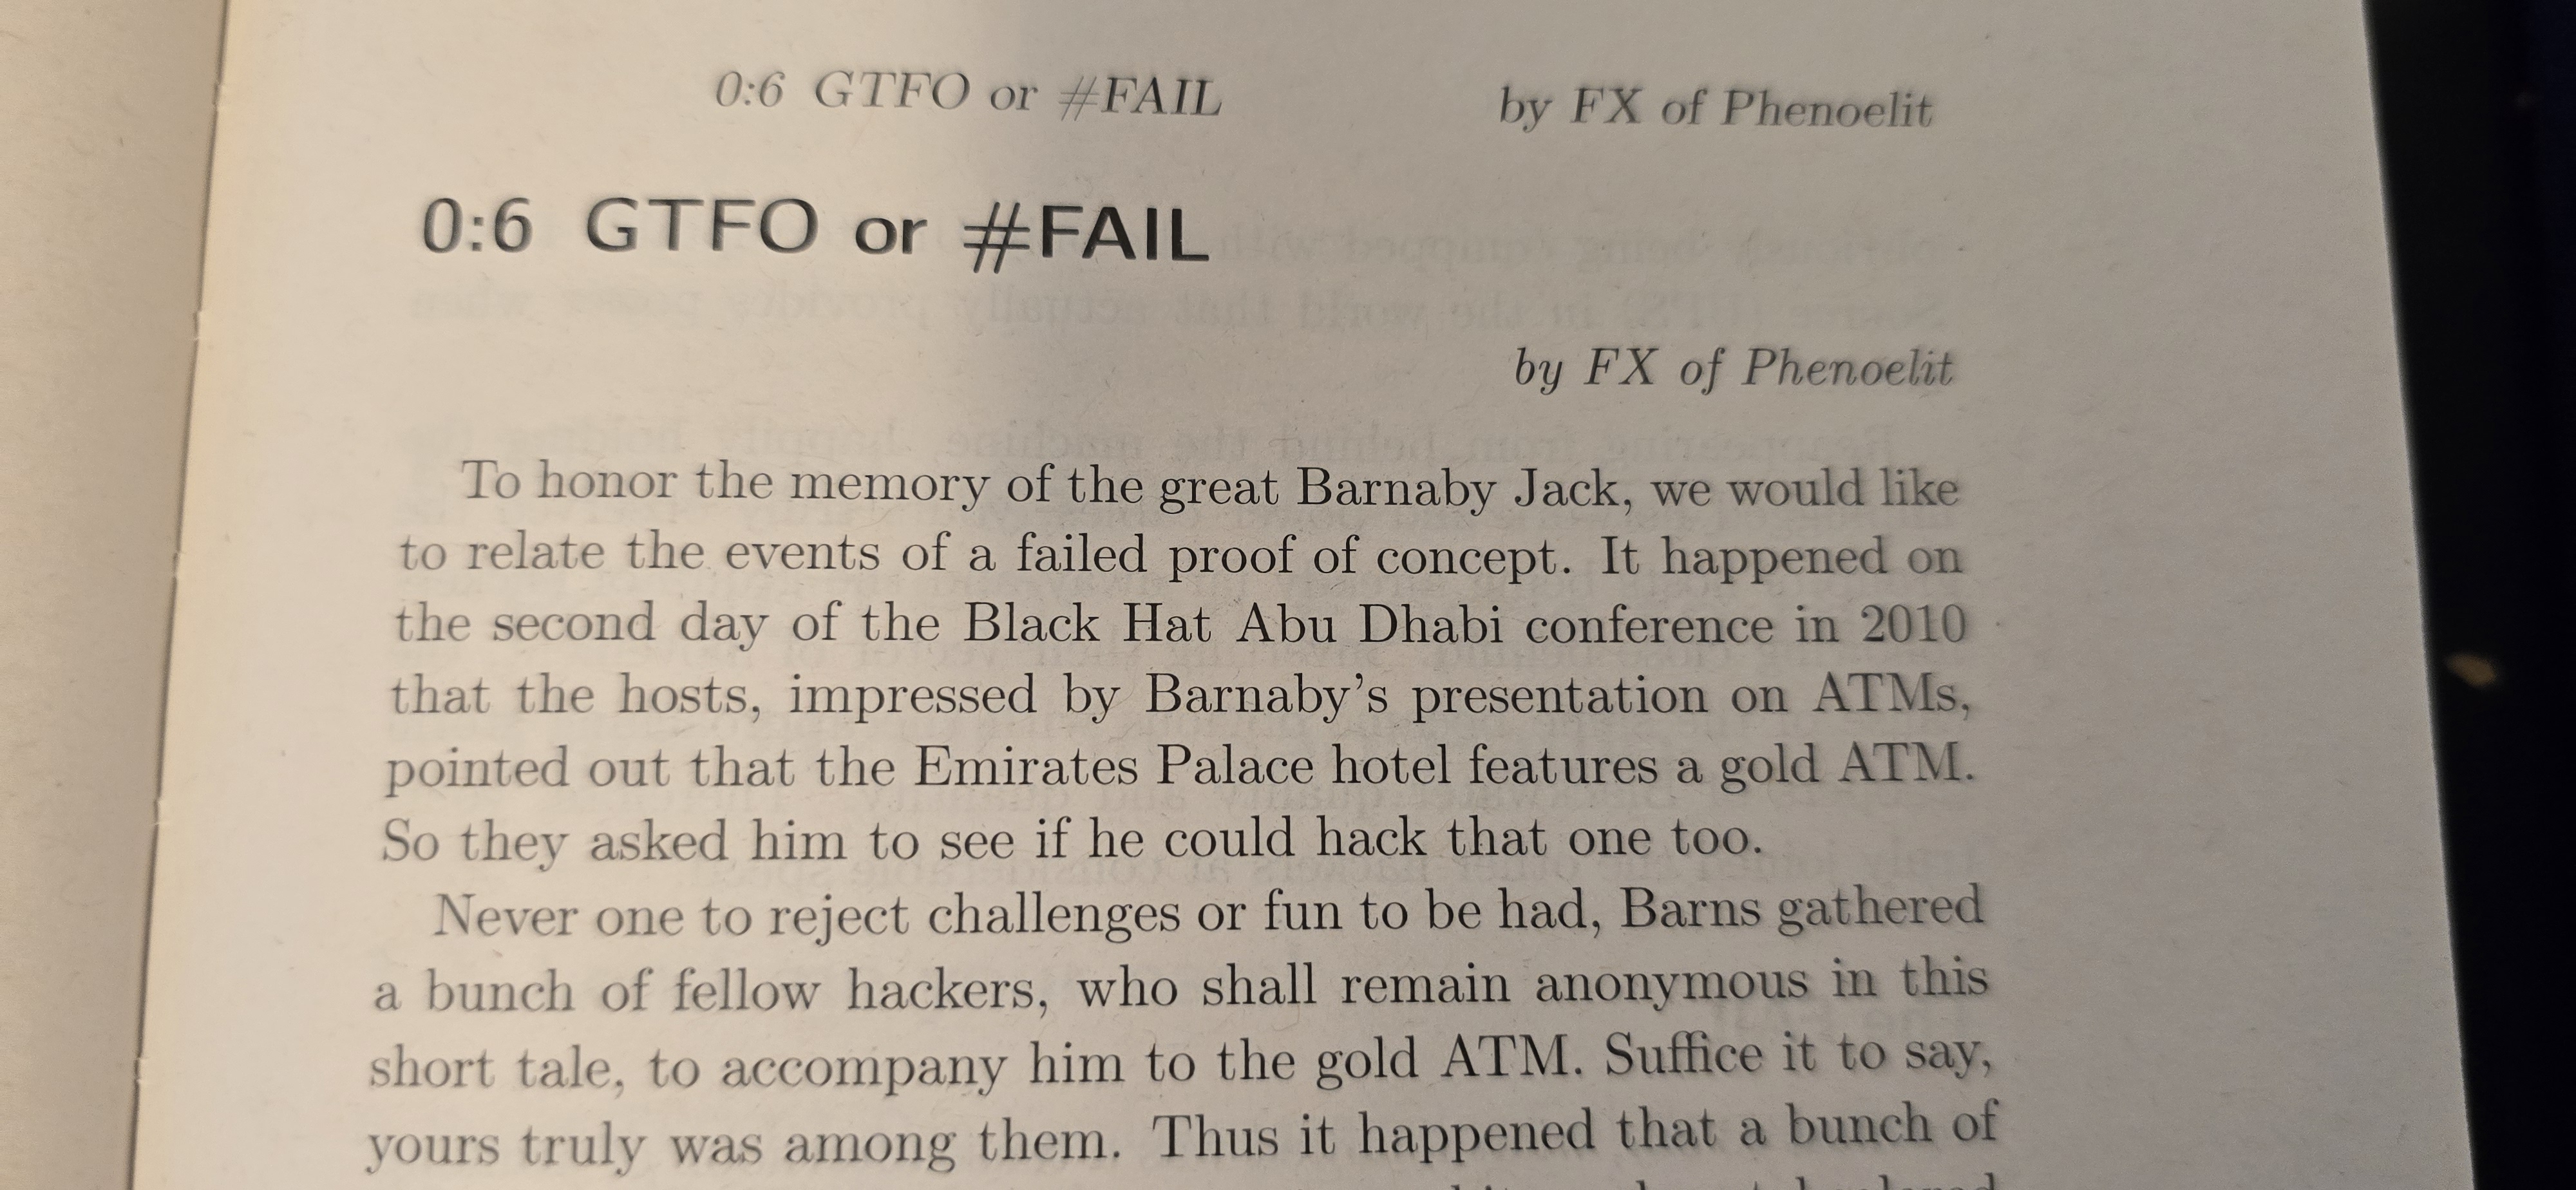 0:6 GTFO or #FAIL by FX of Phenoelit
0:6 GTFO or #FAIL
by FX of Phenoelit
To honor the memory of the great Barnaby Jack, we would like
to relate the events of a failed proof of concept. It happened on
the second day of the Black Hat Abu Dhabi conference in 2010
that the hosts, impressed by Barnaby's presentation on ATMs,
pointed out that the Emirates Palace hotel features a gold ATM.
So they asked him to see if he could hack that one too.
Never one to reject challenges or fun to be had, Barns gathered
a bunch of fellow hackers, who shall remain anonymous in this
short tale, to accompany him to the gold ATM. Suffice it to say,
yours truly was among them. Thus it happened that a bunch of